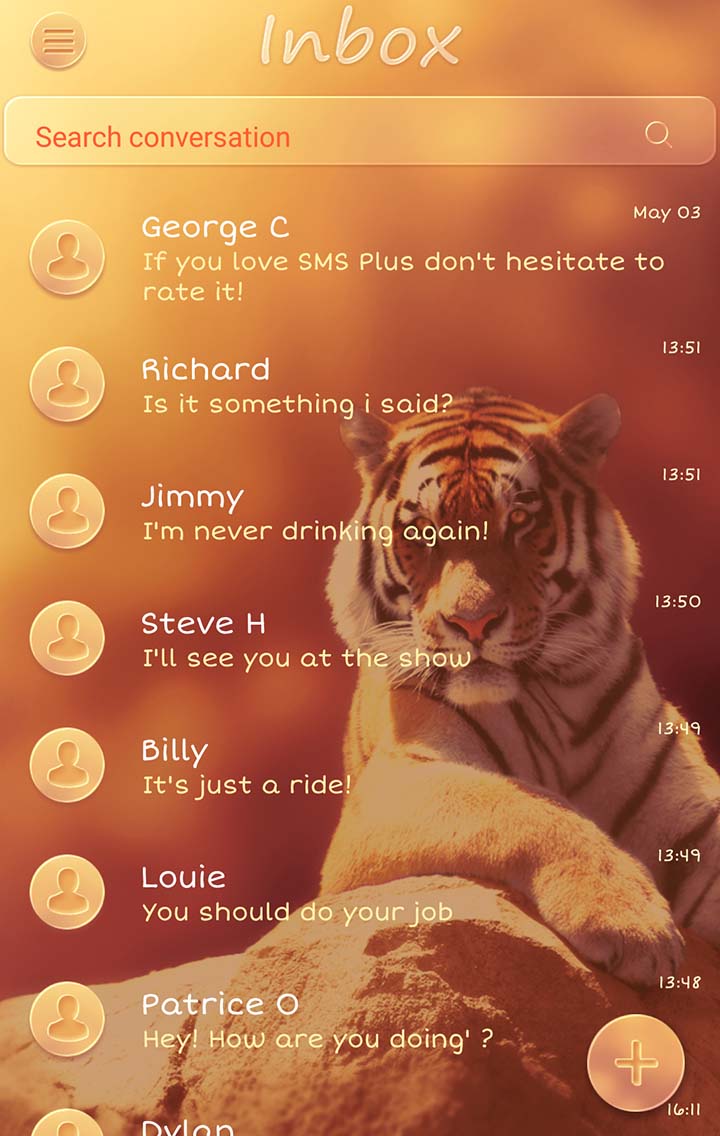 Inbox
Search conversation
May 03
George C
If you love SMS Plus don't hesitate to
rate it!
13:51
Richard
Is it something i said?
13:51
Jimmy
I'm never drinking again!
13:50
Steve H
I'll see you at the show
13:49
Billy
It's just a ride!
13:49
Louie
You should do your job
13:48
Patrice O
Hey! How are you doing' ?
16:11
Dylan